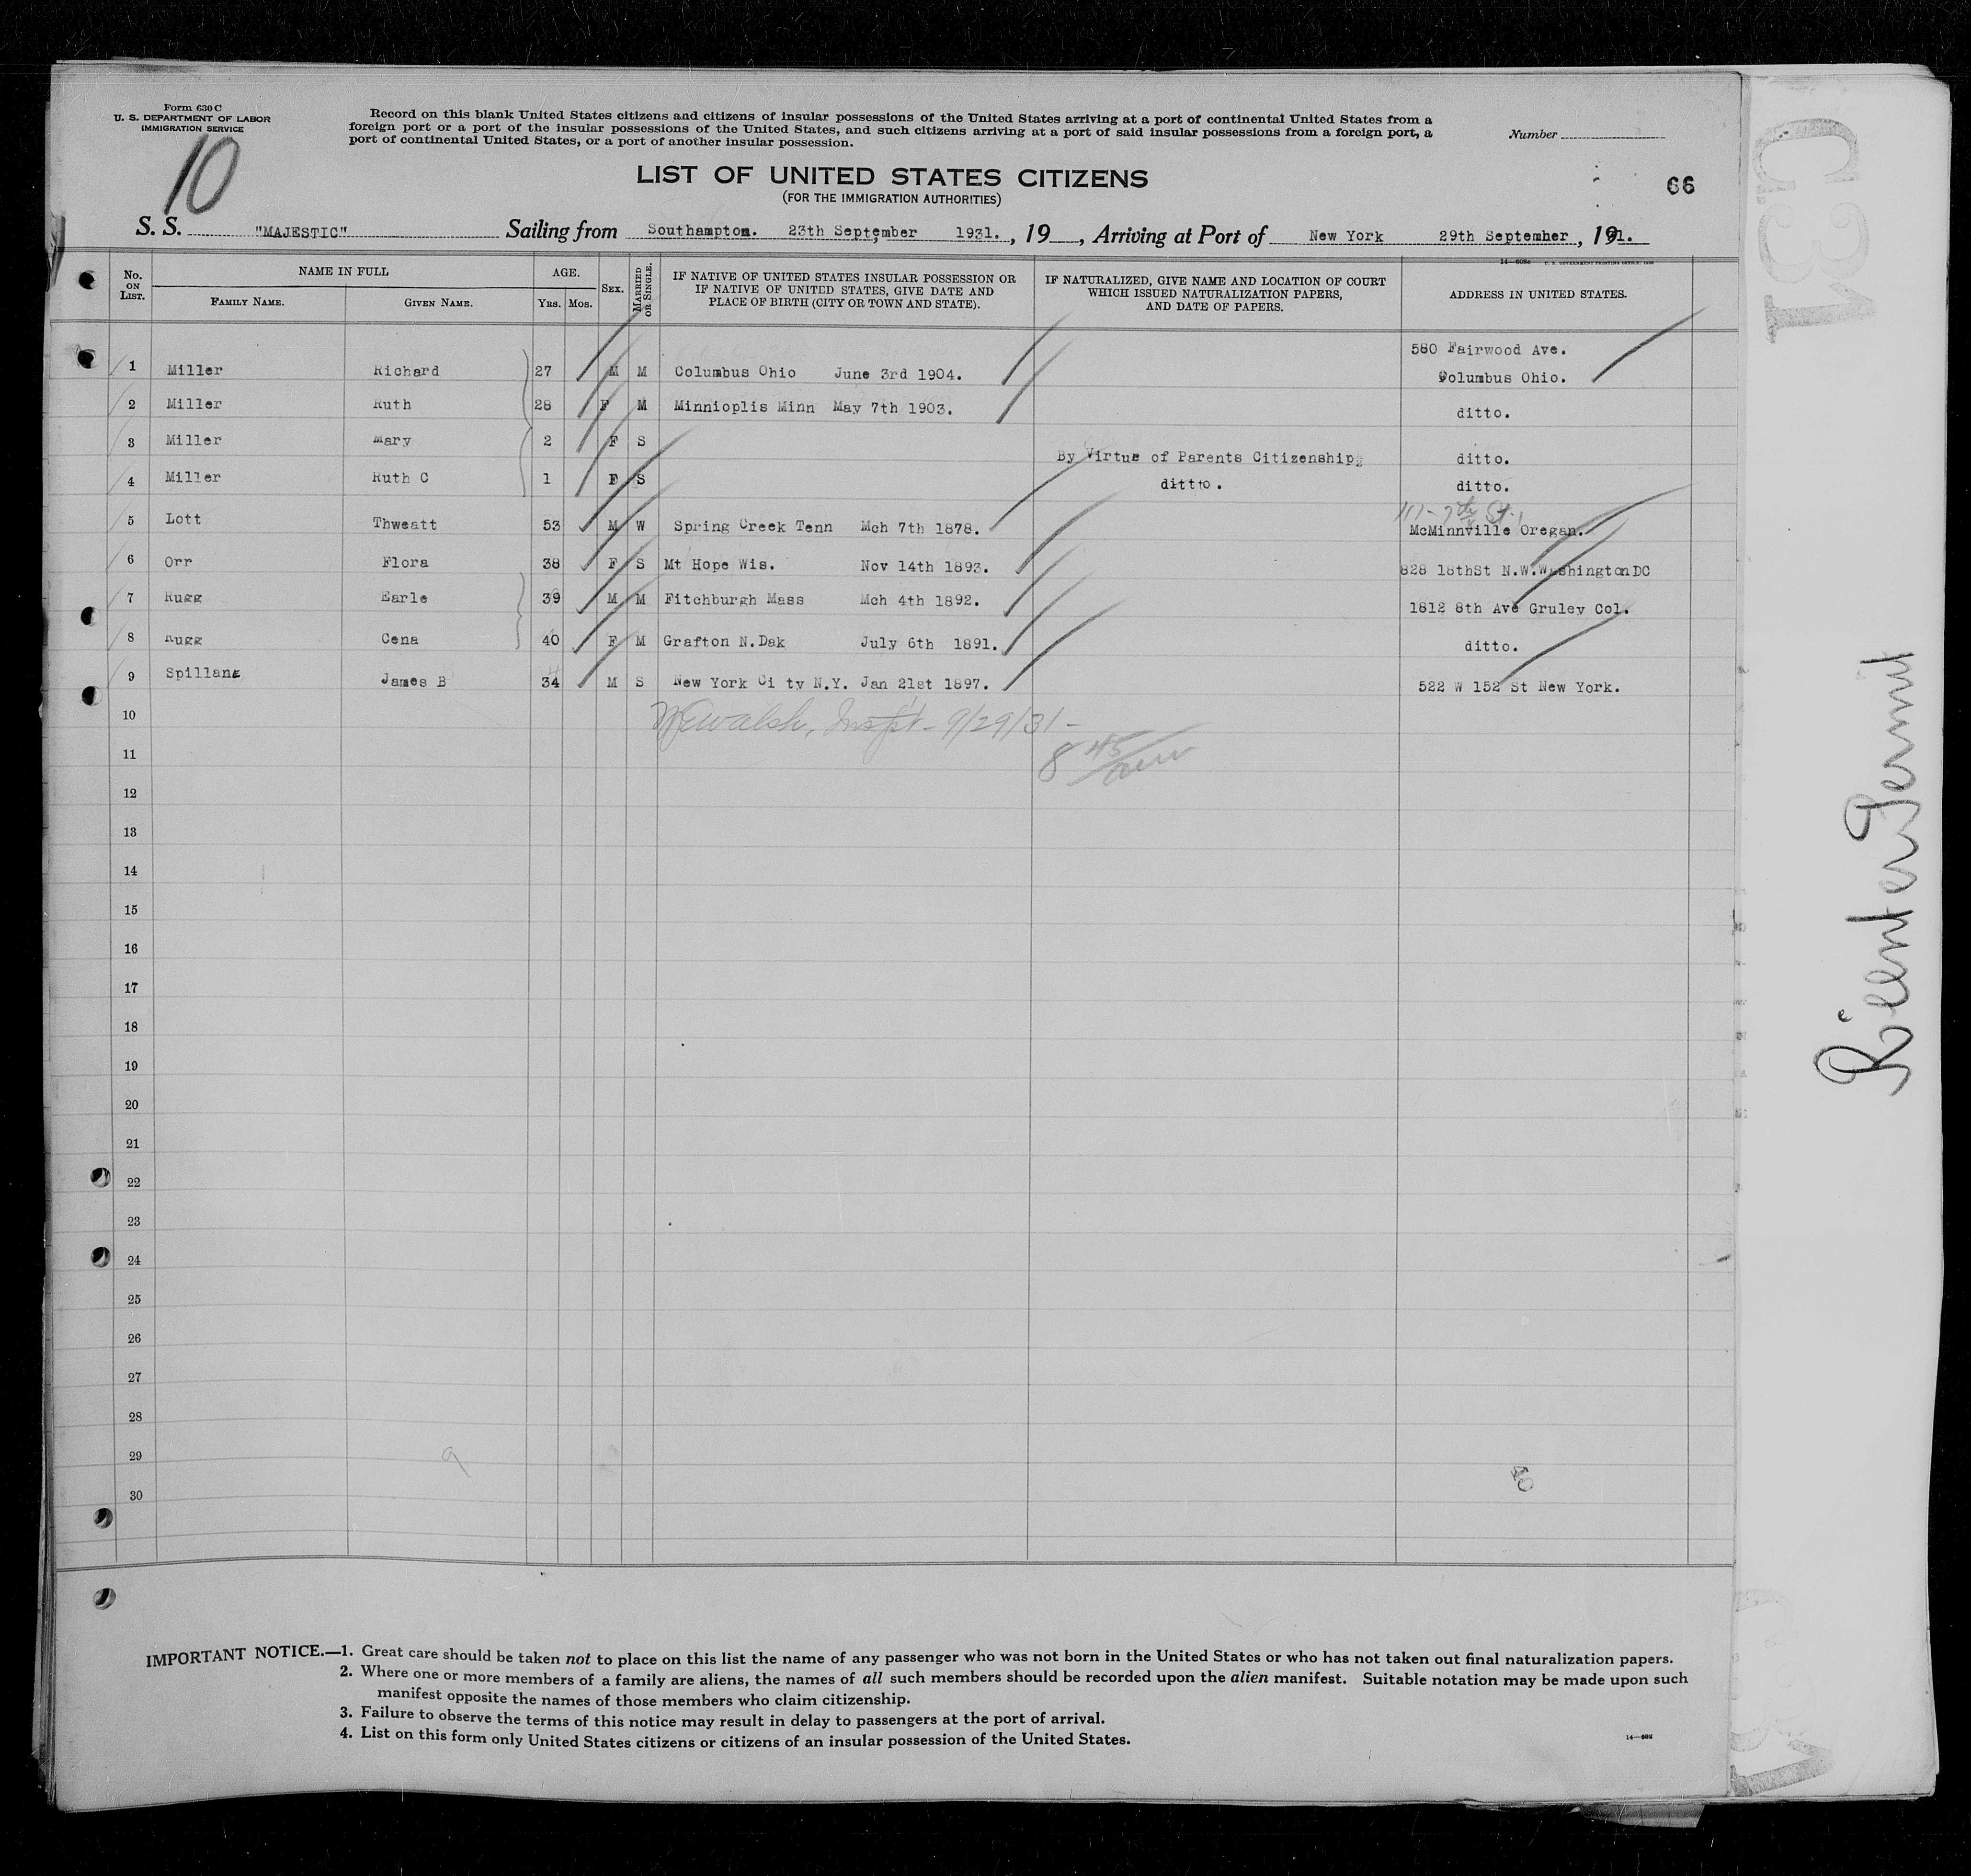 Form 630 C
U. S. DEPARTMENT OF LABOR
IMMIGRATION SERVICE
10
Record on this blank United States citizens and citizens of insular possessions of the United States arriving at a port of continental United States from a
foreign port or a port of the insular possessions of the United States, and such citizens arriving at a port of said insular possessions from a foreign port, a
port of continental United States, or a port of another insular possession.
Number
LIST OF UNITED STATES CITIZENS
(FOR THE IMMIGRATION AUTHORITIES)
66
S. S. "MAJESTIC" Sailing from Southampton. 23th September 1931. , 19 , Arriving at Port of New York 29th September , 1931.
No. ON LIST. NAME IN FULL AGE. SEX. MARRIED OR SINGLE. IF NATIVE OF UNITED STATES INSULAR POSSESSION OR IF NATIVE OF UNITED STATES, GIVE DATE AND PLACE OF BIRTH (CITY OR TOWN AND STATE). IF NATURALIZED, GIVE NAME AND LOCATION OF COURT WHICH ISSUED NATURALIZATION PAPERS, AND DATE OF PAPERS. ADDRESS IN UNITED STATES.
FAMILY NAME. GIVEN NAME. YRS. MOS.
580 Fairwood Ave.
1 Miller Richard 27 M M Columbus Ohio June 3rd 1904. Columbus Ohio.
2 Miller Ruth 28 F M Minnioplis Minn May 7th 1903. ditto.
3 Miller Mary 2 F S By Virtue of Parents Citizenship ditto.
4 Miller Ruth C 1 F S ditto. ditto.
5 Lott Thweatt 53 M W Spring Creek Tenn Mch 7th 1878. McMinnville Oregan.
6 Orr Flora 38 F S Mt Hope Wis. Nov 14th 1893. 828 18thSt N.W.WashingtonDC
7 Rugg Earle 39 M M Fitchburgh Mass Mch 4th 1892. 1812 8th Ave Gruley Col.
8 Rugg Cena 40 F M Grafton N.Dak July 6th 1891. ditto.
9 Spillane James B 34 M S New York Ci ty N.Y. Jan 21st 1897. 522 W 152 St New York.
10 Walsh, Inspt - 9/29/31 -
11 8 45
12
13
14
15
16
17
18
19
20
21
22
23
24
25
26
27
28
29 9
30
IMPORTANT NOTICE.—1. Great care should be taken not to place on this list the name of any passenger who was not born in the United States or who has not taken out final naturalization papers.
2. Where one or more members of a family are aliens, the names of all such members should be recorded upon the alien manifest. Suitable notation may be made upon such
manifest opposite the names of those members who claim citizenship.
3. Failure to observe the terms of this notice may result in delay to passengers at the port of arrival.
4. List on this form only United States citizens or citizens of an insular possession of the United States.
C31